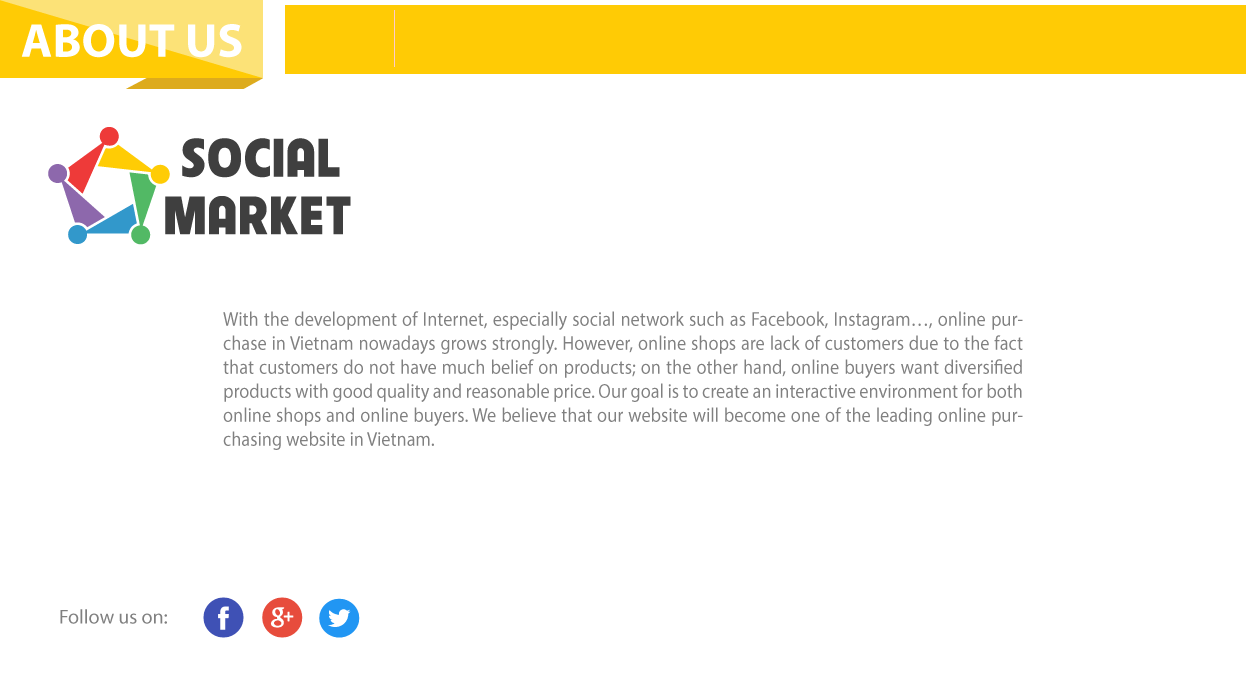 ABOUT US
SOCIAL
MARKET
With the development of Internet, especially social network such as Facebook, Instagram…, online pur-
chase in Vietnam nowadays grows strongly. However, online shops are lack of customers due to the fact
that customers do not have much belief on products; on the other hand, online buyers want diversified
products with good quality and reasonable price. Our goal is to create an interactive environment for both
online shops and online buyers. We believe that our website will become one of the leading online pur-
chasing website in Vietnam.
Follow us on: f g+